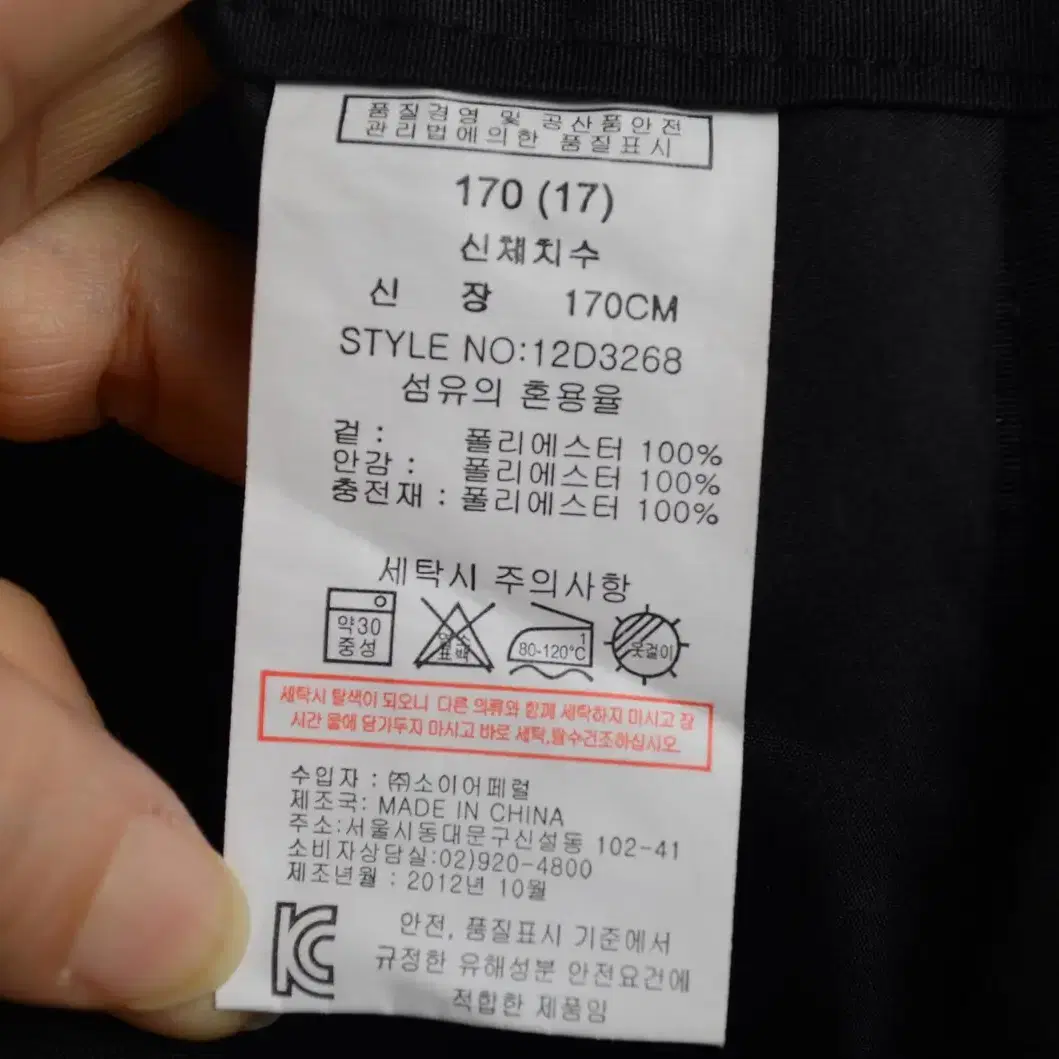 품질경영 및 공산품안전
관리법에의한 품질표시
170 (17)
신체치수
신 장 170CM
STYLE NO:12D3268
섬유의 혼용율
겉 : 폴리에스터 100%
안감 : 폴리에스터 100%
충전재 : 폴리에스터 100%
세탁시 주의사항
약30
중성
염소
표백
1
80-120℃
옷걸이
세탁시 탈색이 되오니 다른 의류와 함께 세탁하지 마시고 장
시간 물에 담가두지 마시고 바로 세탁,탈수건조하십시오.
수입자 : ㈜소이어페럴
제조국: MADE IN CHINA
주소:서울시동대문구신설동 102-41
소비자상담실:02)920-4800
제조년월 : 2012년 10월
안전, 품질표시 기준에서
규정한 유해성분 안전요건에
적합한 제품임